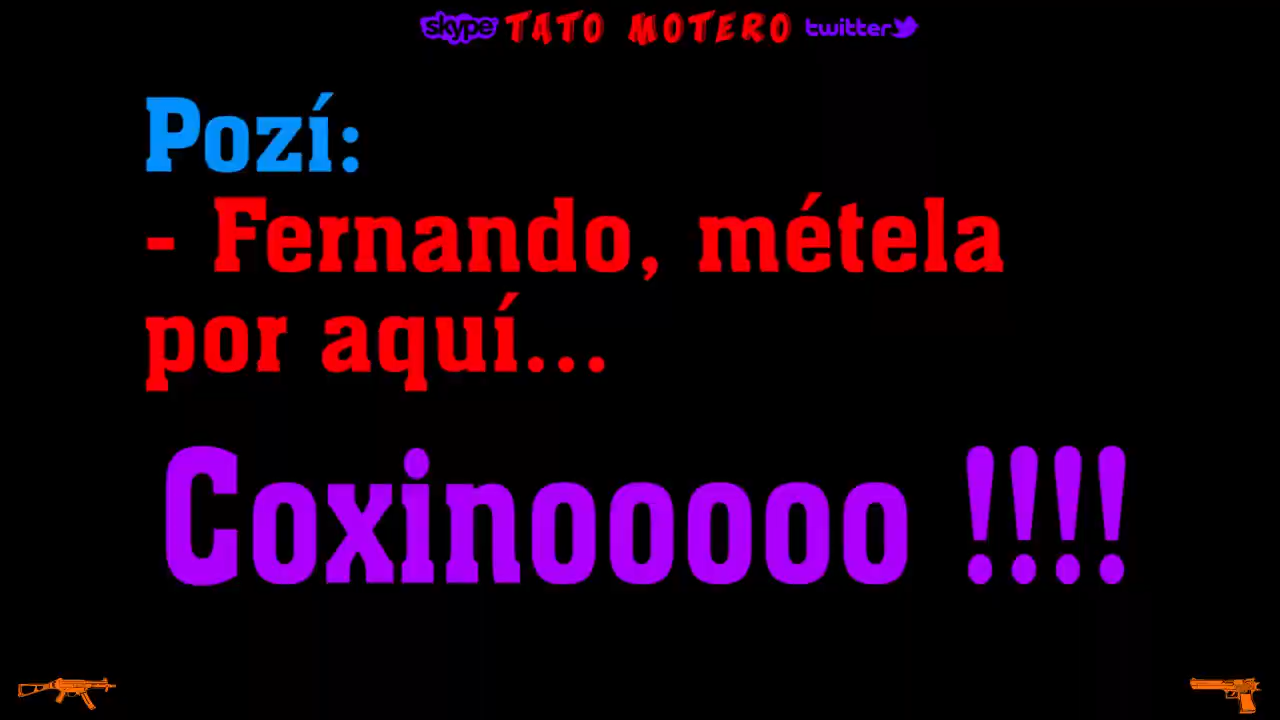 skype TATO MOTERO twitter
Pozí:
- Fernando, métela
por aquí...
Coxinooooo !!!!